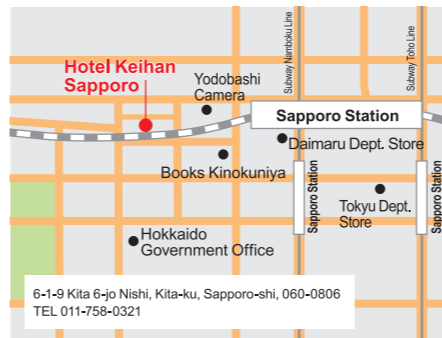 Subway Namboku Line
Subway Toho Line
Hotel Keihan
Sapporo
Yodobashi
Camera
Sapporo Station
Daimaru Dept. Store
Books Kinokuniya
Sapporo Station
Sapporo Station
Tokyu Dept.
Store
Hokkaido
Government Office
6-1-9 Kita 6-jo Nishi, Kita-ku, Sapporo-shi, 060-0806
TEL 011-758-0321